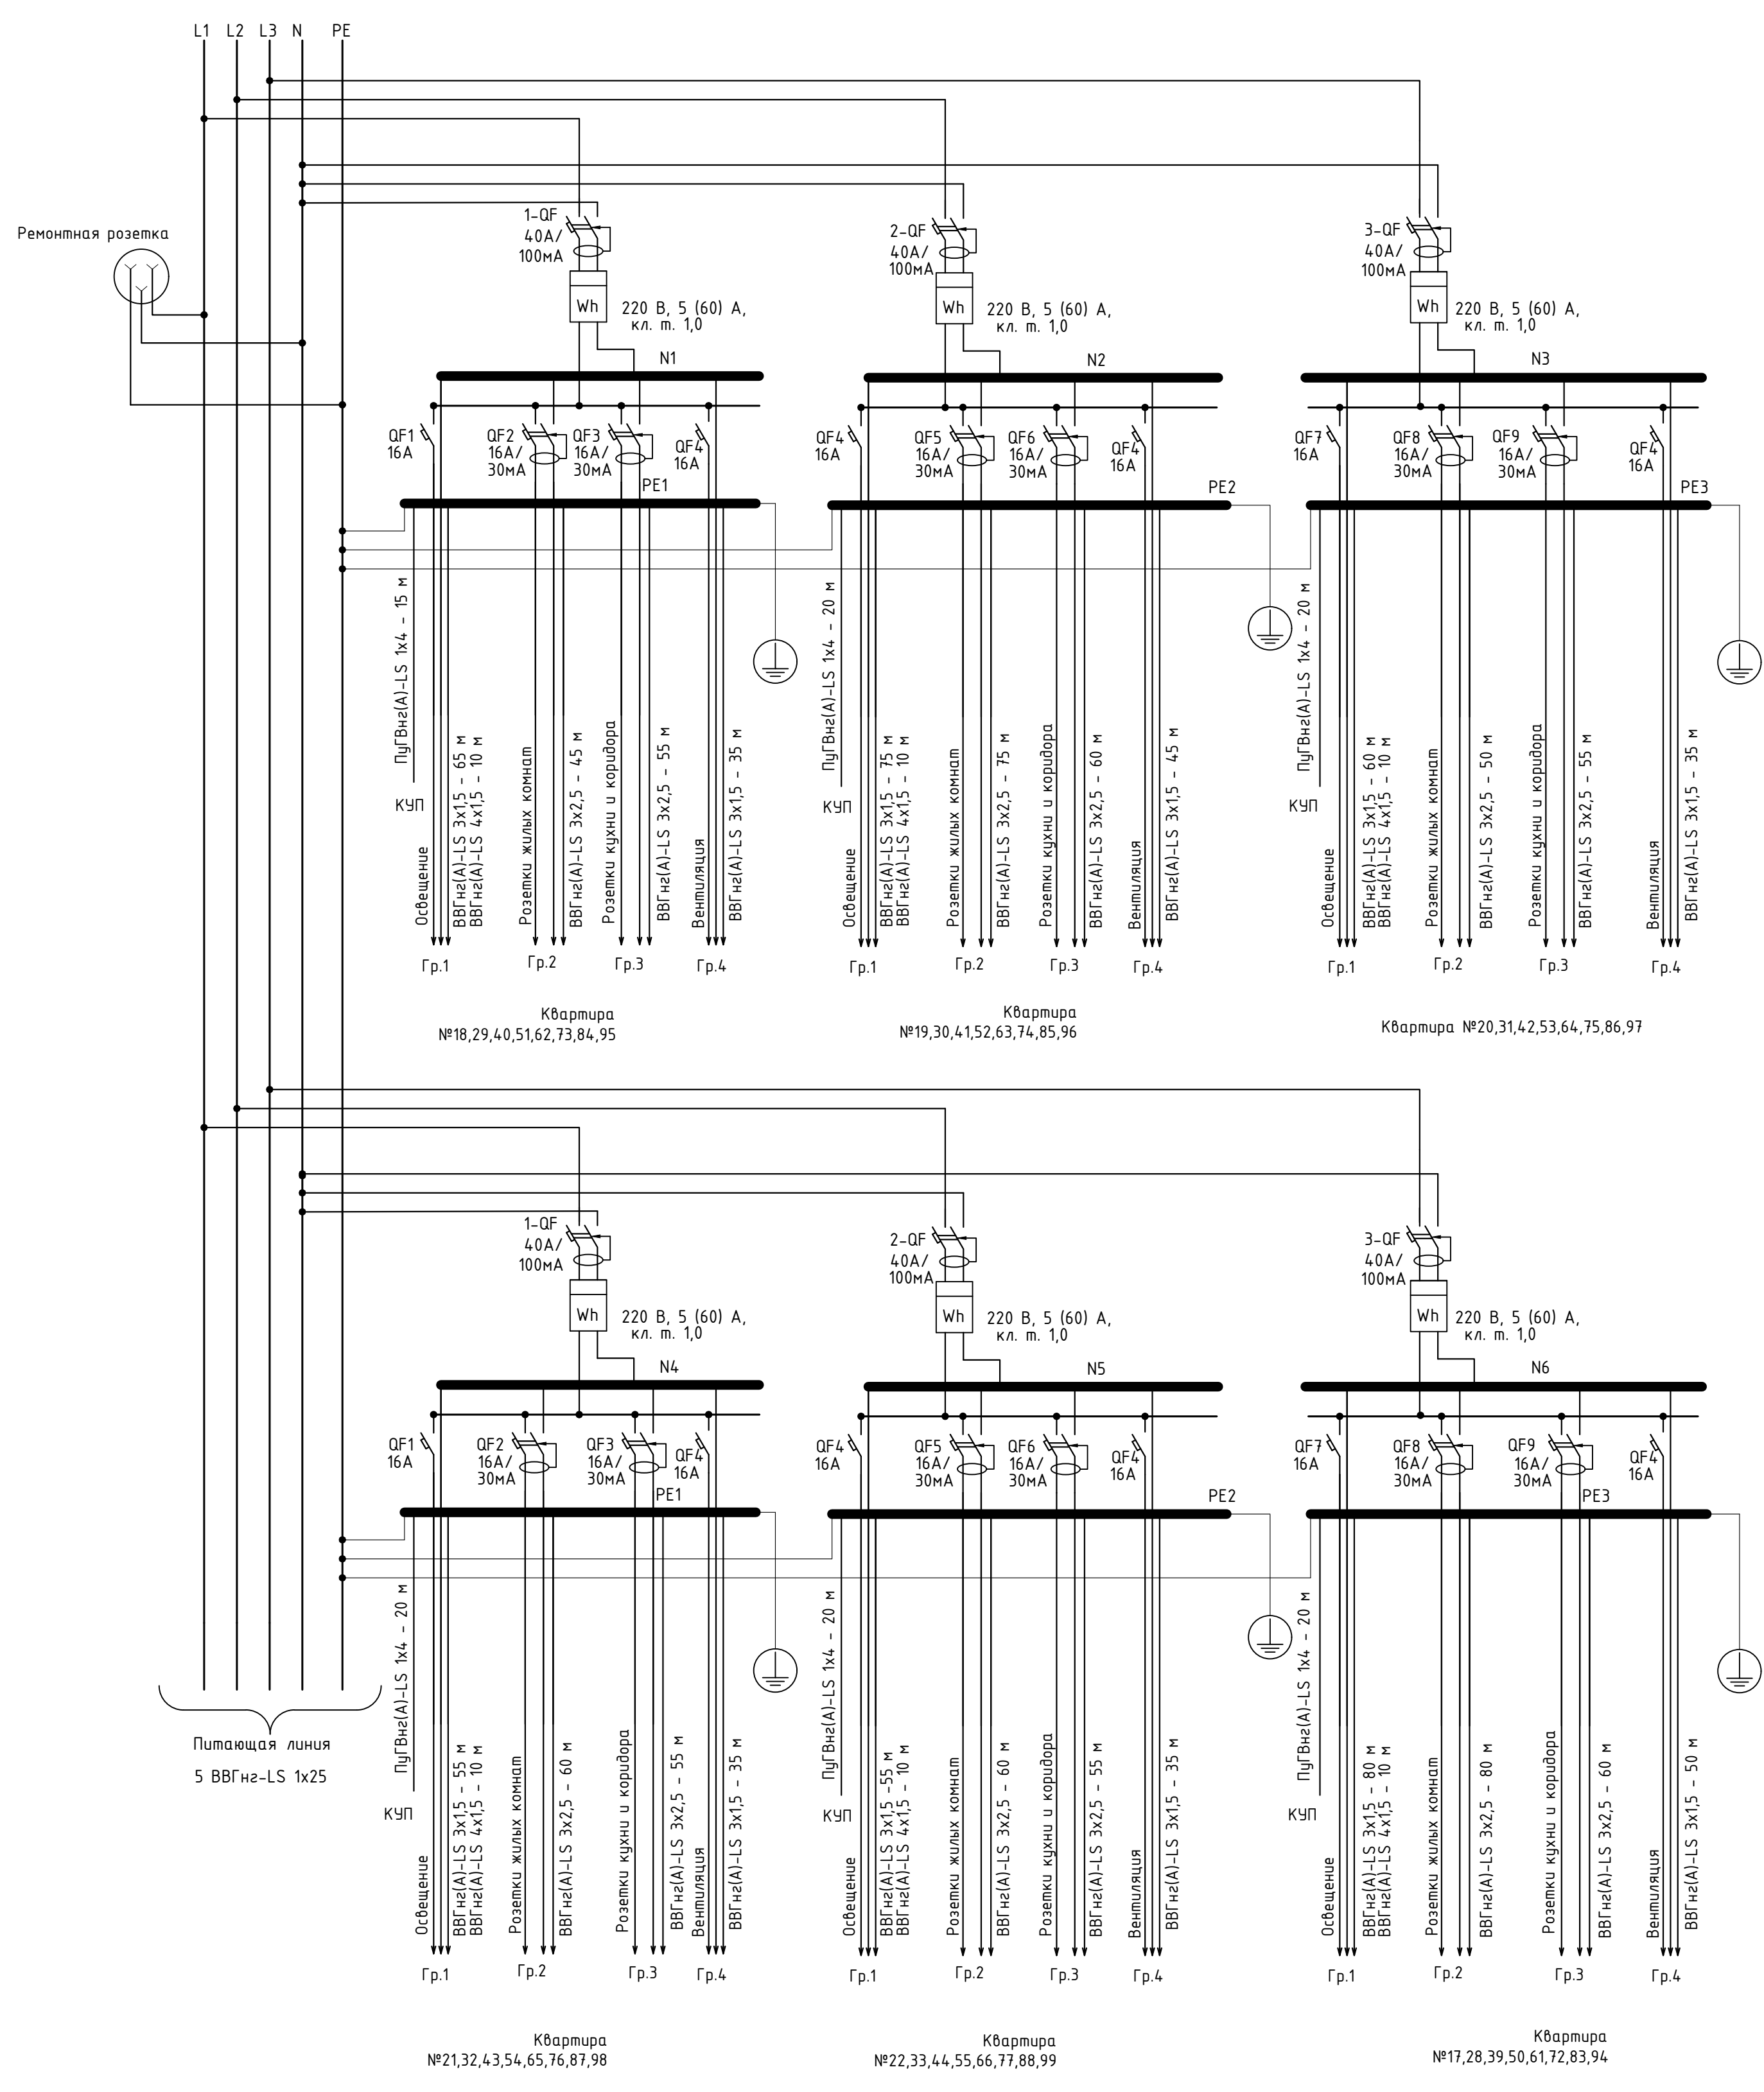 L1 L2 L3 N PE
Ремонтная розетка
1-QF
40А/
100мА
Wh
220 В, 5 (60) А,
кл. т. 1,0
N1
2-QF
40А/
100мА
Wh
220 В, 5 (60) А,
кл. т. 1,0
N2
3-QF
40А/
100мА
Wh
220 В, 5 (60) А,
кл. т. 1,0
N3
QF1
16А
QF2
16А/
30мА
QF3
16А/
30мА
QF4
16А
PE1
QF4
16А
QF5
16А/
30мА
QF6
16А/
30мА
QF4
16А
PE2
QF7
16А
QF8
16А/
30мА
QF9
16А/
30мА
QF4
16А
PE3
ПуГВнг(А)-LS 1х4 - 15 м
КУП
Освещение
ВВГнг(А)-LS 3х1,5 - 65 м
ВВГнг(А)-LS 4х1,5 - 10 м
Розетки жилых комнат
ВВГнг(А)-LS 3х2,5 - 45 м
Розетки кухни и коридора
ВВГнг(А)-LS 3х2,5 - 55 м
Вентиляция
ВВГнг(А)-LS 3х1,5 - 35 м
Гр.1 Гр.2 Гр.3 Гр.4
Квартира
№18,29,40,51,62,73,84,95
ПуГВнг(А)-LS 1х4 - 20 м
КУП
Освещение
ВВГнг(А)-LS 3х1,5 - 75 м
ВВГнг(А)-LS 4х1,5 - 10 м
Розетки жилых комнат
ВВГнг(А)-LS 3х2,5 - 75 м
Розетки кухни и коридора
ВВГнг(А)-LS 3х2,5 - 60 м
Вентиляция
ВВГнг(А)-LS 3х1,5 - 45 м
Гр.1 Гр.2 Гр.3 Гр.4
Квартира
№19,30,41,52,63,74,85,96
ПуГВнг(А)-LS 1х4 - 20 м
КУП
Освещение
ВВГнг(А)-LS 3х1,5 - 60 м
ВВГнг(А)-LS 4х1,5 - 10 м
Розетки жилых комнат
ВВГнг(А)-LS 3х2,5 - 50 м
Розетки кухни и коридора
ВВГнг(А)-LS 3х2,5 - 55 м
Вентиляция
ВВГнг(А)-LS 3х1,5 - 35 м
Гр.1 Гр.2 Гр.3 Гр.4
Квартира №20,31,42,53,64,75,86,97
1-QF
40А/
100мА
Wh
220 В, 5 (60) А,
кл. т. 1,0
N4
2-QF
40А/
100мА
Wh
220 В, 5 (60) А,
кл. т. 1,0
N5
3-QF
40А/
100мА
Wh
220 В, 5 (60) А,
кл. т. 1,0
N6
QF1
16А
QF2
16А/
30мА
QF3
16А/
30мА
QF4
16А
PE1
QF4
16А
QF5
16А/
30мА
QF6
16А/
30мА
QF4
16А
PE2
QF7
16А
QF8
16А/
30мА
QF9
16А/
30мА
QF4
16А
PE3
Питающая линия
5 ВВГнг-LS 1х25
ПуГВнг(А)-LS 1х4 - 20 м
КУП
Освещение
ВВГнг(А)-LS 3х1,5 - 55 м
ВВГнг(А)-LS 4х1,5 - 10 м
Розетки жилых комнат
ВВГнг(А)-LS 3х2,5 - 60 м
Розетки кухни и коридора
ВВГнг(А)-LS 3х2,5 - 55 м
Вентиляция
ВВГнг(А)-LS 3х1,5 - 35 м
Гр.1 Гр.2 Гр.3 Гр.4
Квартира
№21,32,43,54,65,76,87,98
ПуГВнг(А)-LS 1х4 - 20 м
КУП
Освещение
ВВГнг(А)-LS 3х1,5 -55 м
ВВГнг(А)-LS 4х1,5 - 10 м
Розетки жилых комнат
ВВГнг(А)-LS 3х2,5 - 60 м
Розетки кухни и коридора
ВВГнг(А)-LS 3х2,5 - 55 м
Вентиляция
ВВГнг(А)-LS 3х1,5 - 35 м
Гр.1 Гр.2 Гр.3 Гр.4
Квартира
№22,33,44,55,66,77,88,99
ПуГВнг(А)-LS 1х4 - 20 м
КУП
Освещение
ВВГнг(А)-LS 3х1,5 - 80 м
ВВГнг(А)-LS 4х1,5 - 10 м
Розетки жилых комнат
ВВГнг(А)-LS 3х2,5 - 80 м
Розетки кухни и коридора
ВВГнг(А)-LS 3х2,5 - 60 м
Вентиляция
ВВГнг(А)-LS 3х1,5 - 50 м
Гр.1 Гр.2 Гр.3 Гр.4
Квартира
№17,28,39,50,61,72,83,94